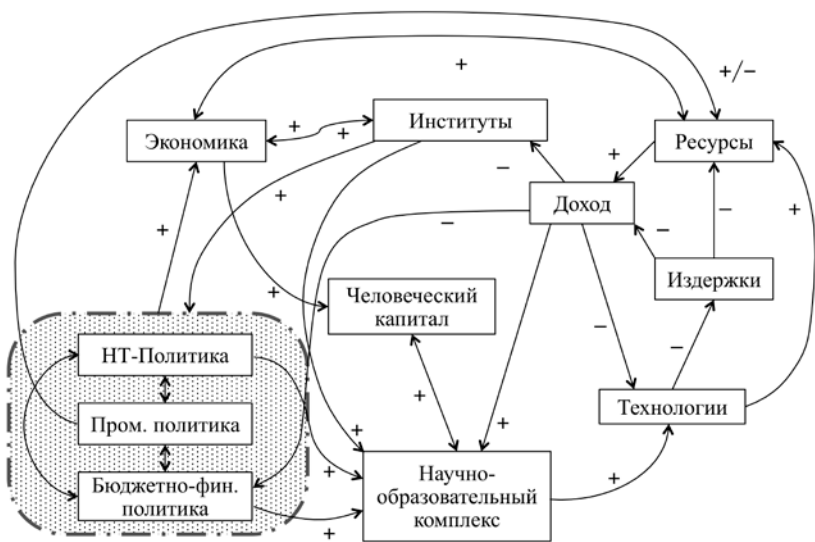 +
+/−
Экономика
+
+
Институты
Ресурсы
−
+
+
Доход
+
−
−
−
+
Издержки
+
Человеческий
капитал
−
−
НТ-Политика
+
Технологии
Пром. политика
+
+
Бюджетно-фин.
политика
+
Научно-
образовательный
комплекс
+
+